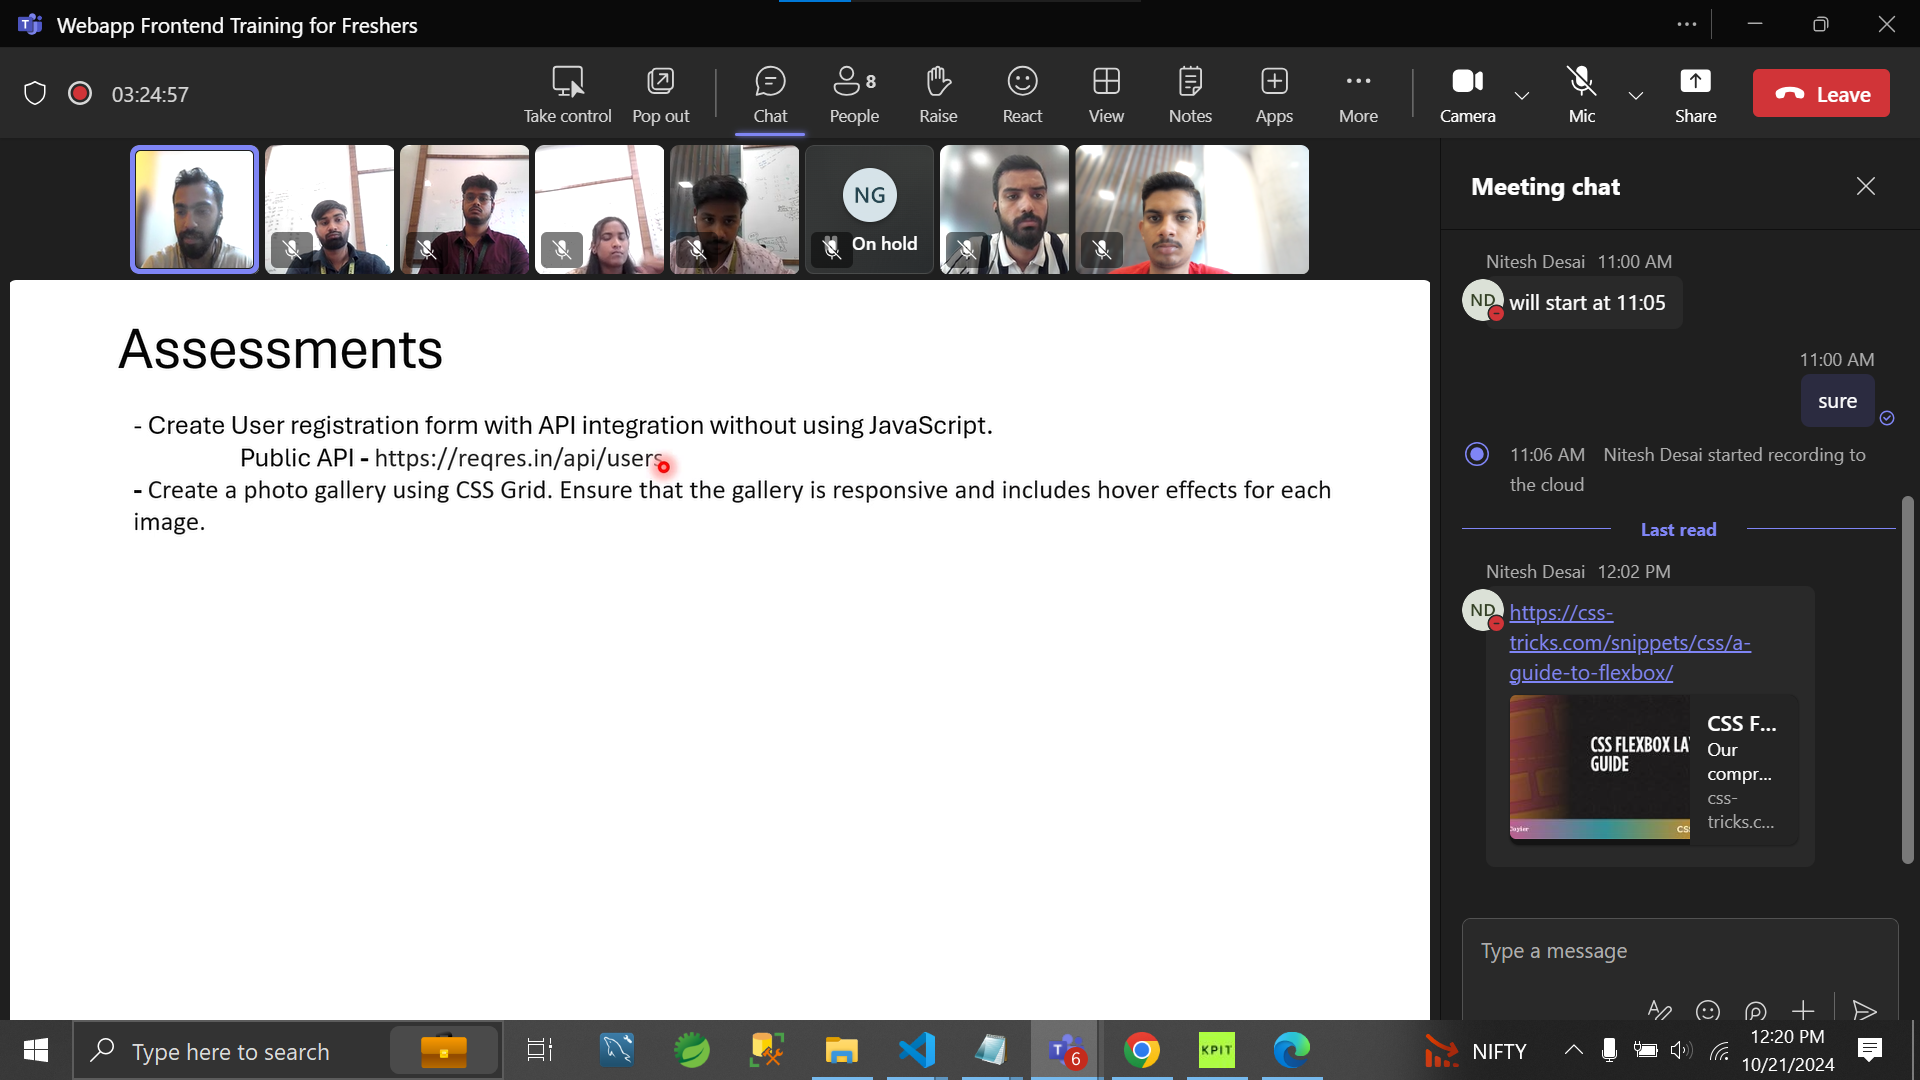 Webapp Frontend Training for Freshers
03:24:57
Take control
Pop out
Chat
8
People
Raise
React
View
Notes
Apps
More
Camera
Mic
Share
Leave
NG
On hold
Assessments
- Create User registration form with API integration without using JavaScript.
Public API - https://reqres.in/api/users
- Create a photo gallery using CSS Grid. Ensure that the gallery is responsive and includes hover effects for each
image.
Meeting chat
Nitesh Desai 11:00 AM
ND
will start at 11:05
11:00 AM
sure
11:06 AM Nitesh Desai started recording to
the cloud
Last read
Nitesh Desai 12:02 PM
ND
https://css-
tricks.com/snippets/css/a-
guide-to-flexbox/
CSS FLEXBOX LA
GUIDE
CS
CSS F...
Our
compr...
css-
tricks.c...
Type a message
Type here to search
6
KPIT
NIFTY
12:20 PM
10/21/2024